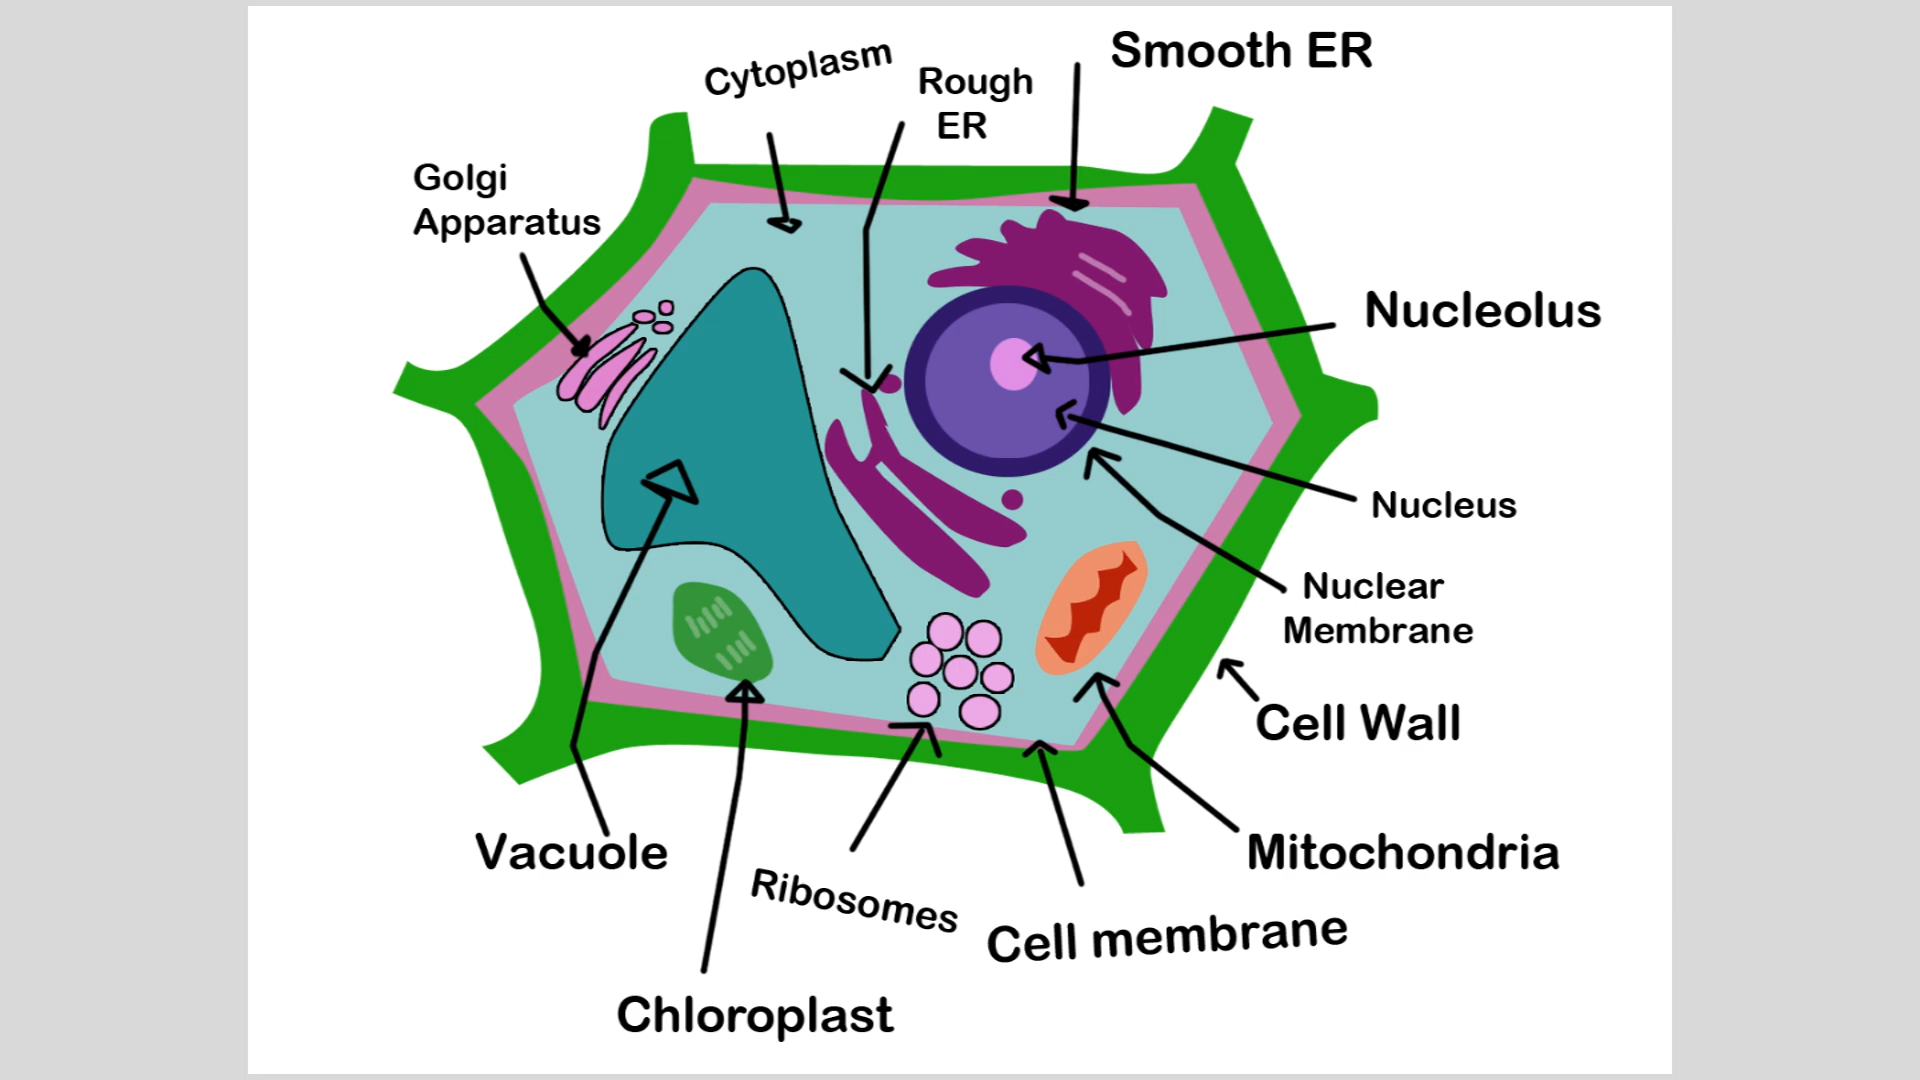 Smooth ER
Cytoplasm
Rough
ER
Golgi
Apparatus
Nucleolus
Nucleus
Nuclear
Membrane
Cell Wall
Vacuole
Mitochondria
Ribosomes
Cell membrane
Chloroplast